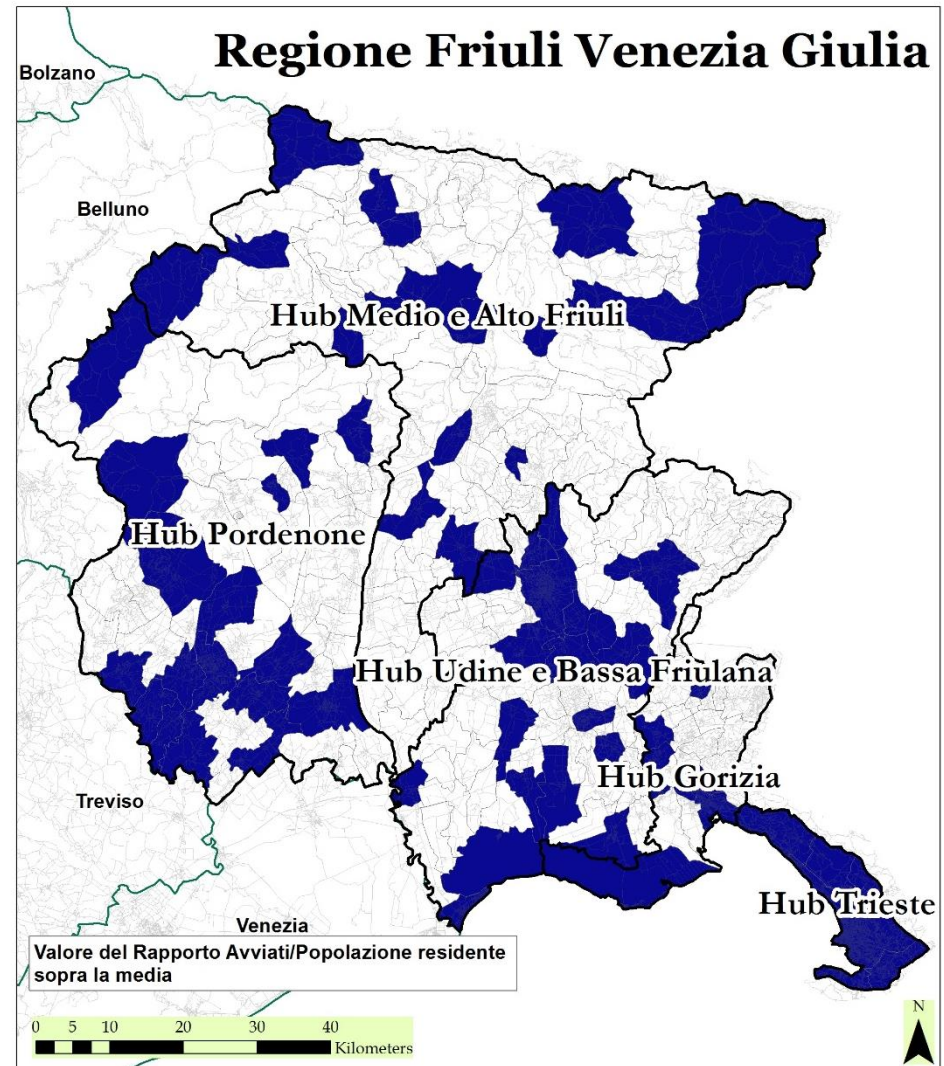 Regione Friuli Venezia Giulia
Bolzano
Belluno
Hub Medio e Alto Friuli
Hub Pordenone
Hub Udine e Bassa Friulana
Hub Gorizia
Treviso
Hub Trieste
Venezia
Valore del Rapporto Avviati/Popolazione residente
sopra la media
0 5 10 20 30 40
Kilometers
N